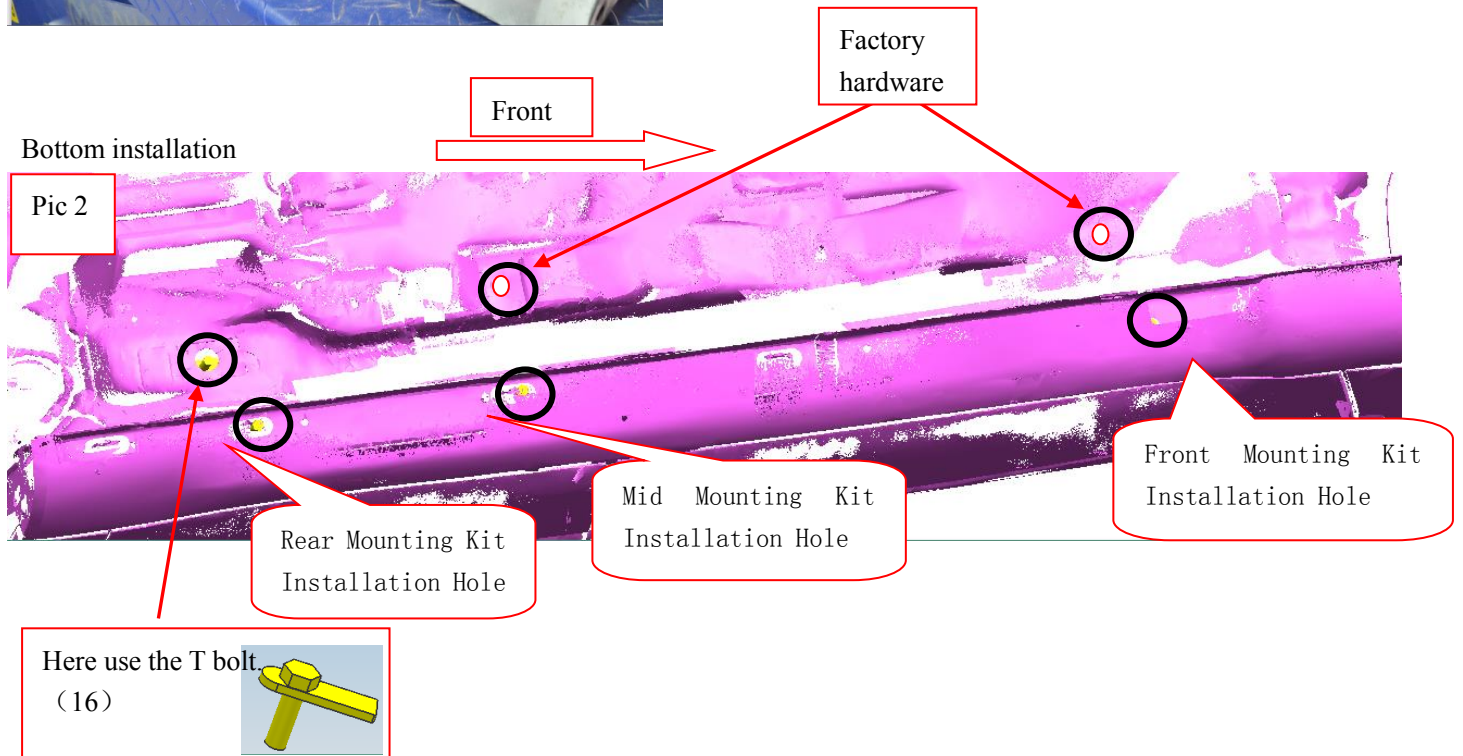 Factory
hardware
Front
Bottom installation
Pic 2
Front Mounting Kit
Installation Hole
Mid Mounting Kit
Installation Hole
Rear Mounting Kit
Installation Hole
Here use the T bolt.
（16）